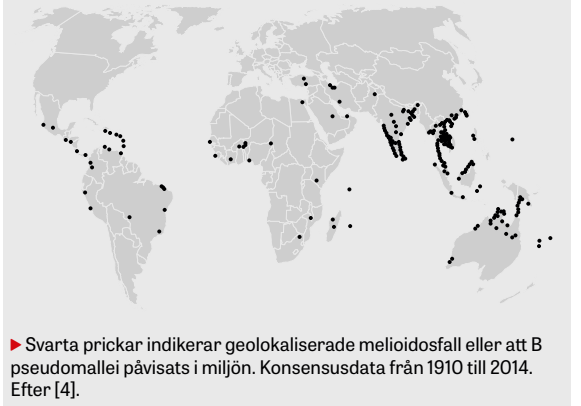 ▶ Svarta prickar indikerar geolokaliserade melioidosfall eller att B
pseudomallei påvisats i miljön. Konsensusdata från 1910 till 2014.
Efter [4].